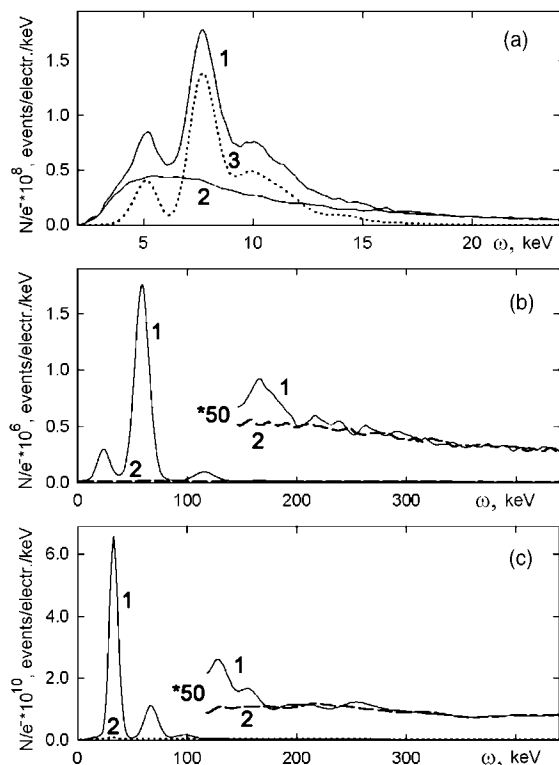 (a)
N/e⁻*10⁸, events/electr./keV
1.5
1.0
0.5
0.0
1
2
3
5 10 15 20
ω, keV
(b)
N/e⁻*10⁶, events/electr./keV
1.5
1.0
0.5
0.0
1
2
*50
1
2
0 100 200 300
ω, keV
(c)
N/e⁻*10¹⁰, events/electr./keV
6.0
4.0
2.0
0.0
1
2
*50
1
2
0 100 200 300
ω, keV